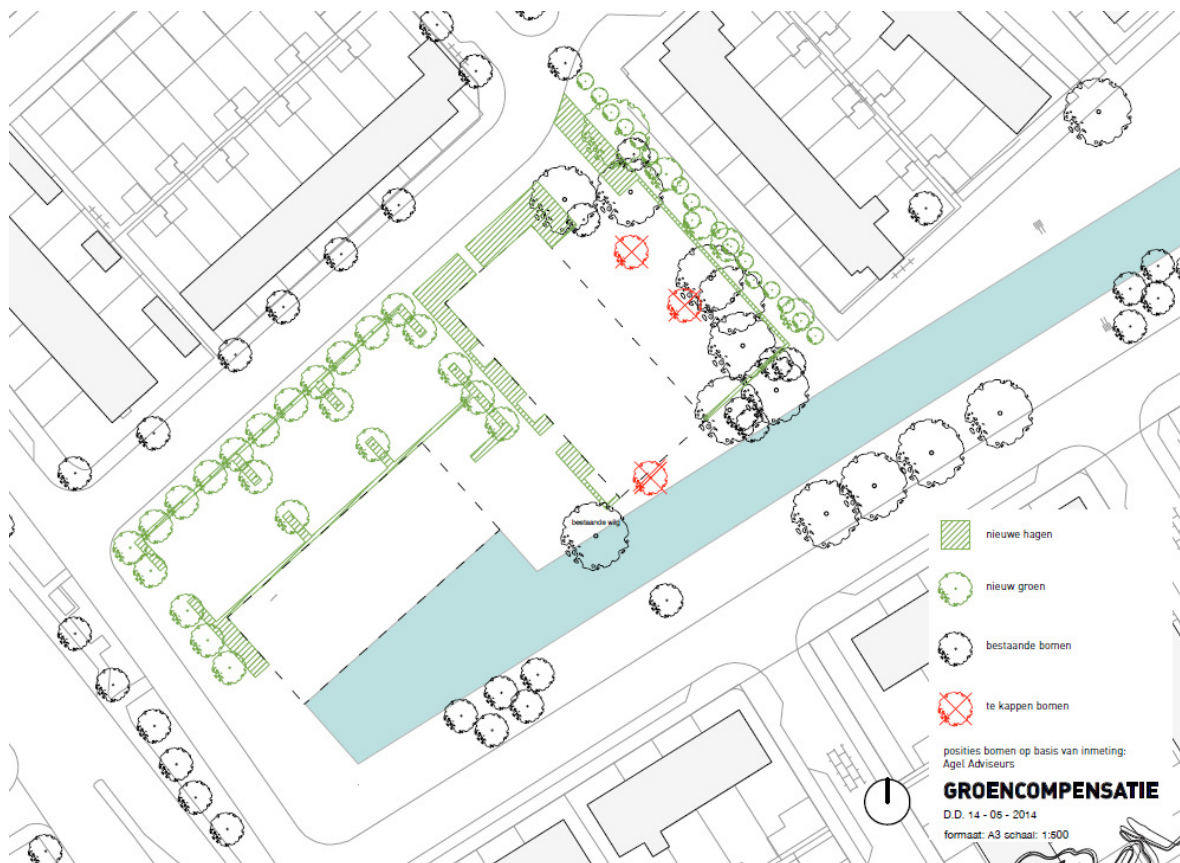 bestaande wilg
nieuwe hagen
nieuw groen
bestaande bomen
te kappen bomen
posities bomen op basis van inmeting:
Agel Adviseurs
GROENCOMPENSATIE
D.D. 14 - 05 - 2014
formaat: A3 schaal: 1:500